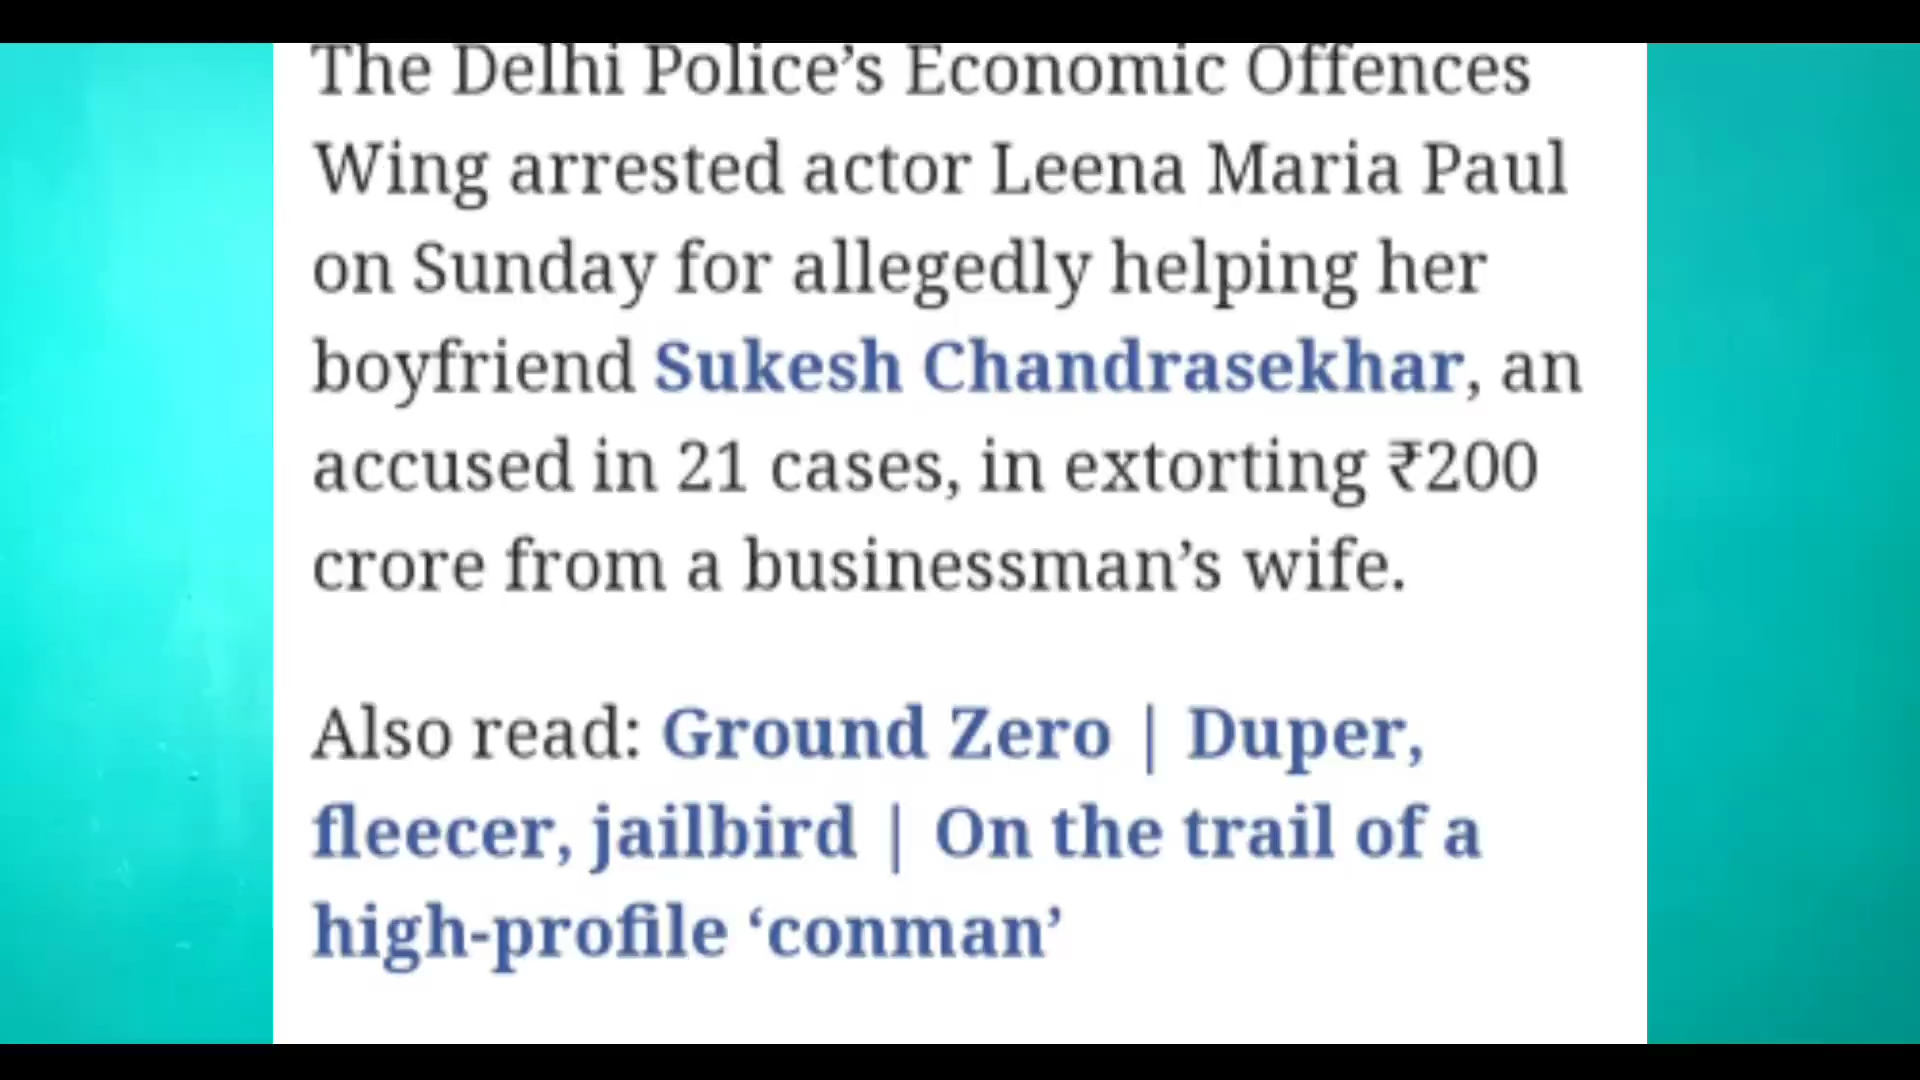 The Delhi Police’s Economic Offences
Wing arrested actor Leena Maria Paul
on Sunday for allegedly helping her
boyfriend Sukesh Chandrasekhar, an
accused in 21 cases, in extorting ₹200
crore from a businessman’s wife.
Also read: Ground Zero | Duper,
fleecer, jailbird | On the trail of a
high-profile ‘conman’